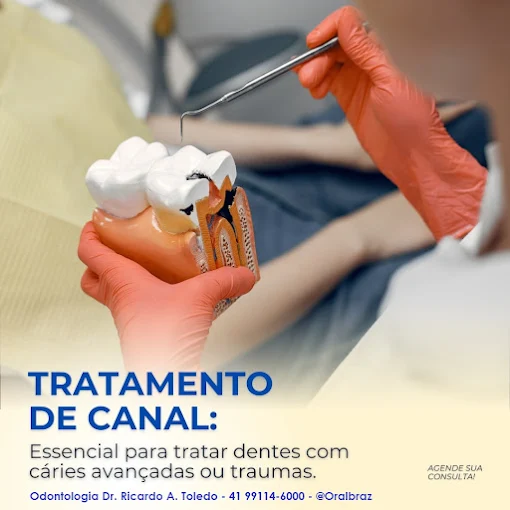 TRATAMENTO
DE CANAL:
Essencial para tratar dentes com
cáries avançadas ou traumas.
AGENDE SUA
CONSULTA!
Odontologia Dr. Ricardo A. Toledo - 41 99114-6000 - @Oralbraz